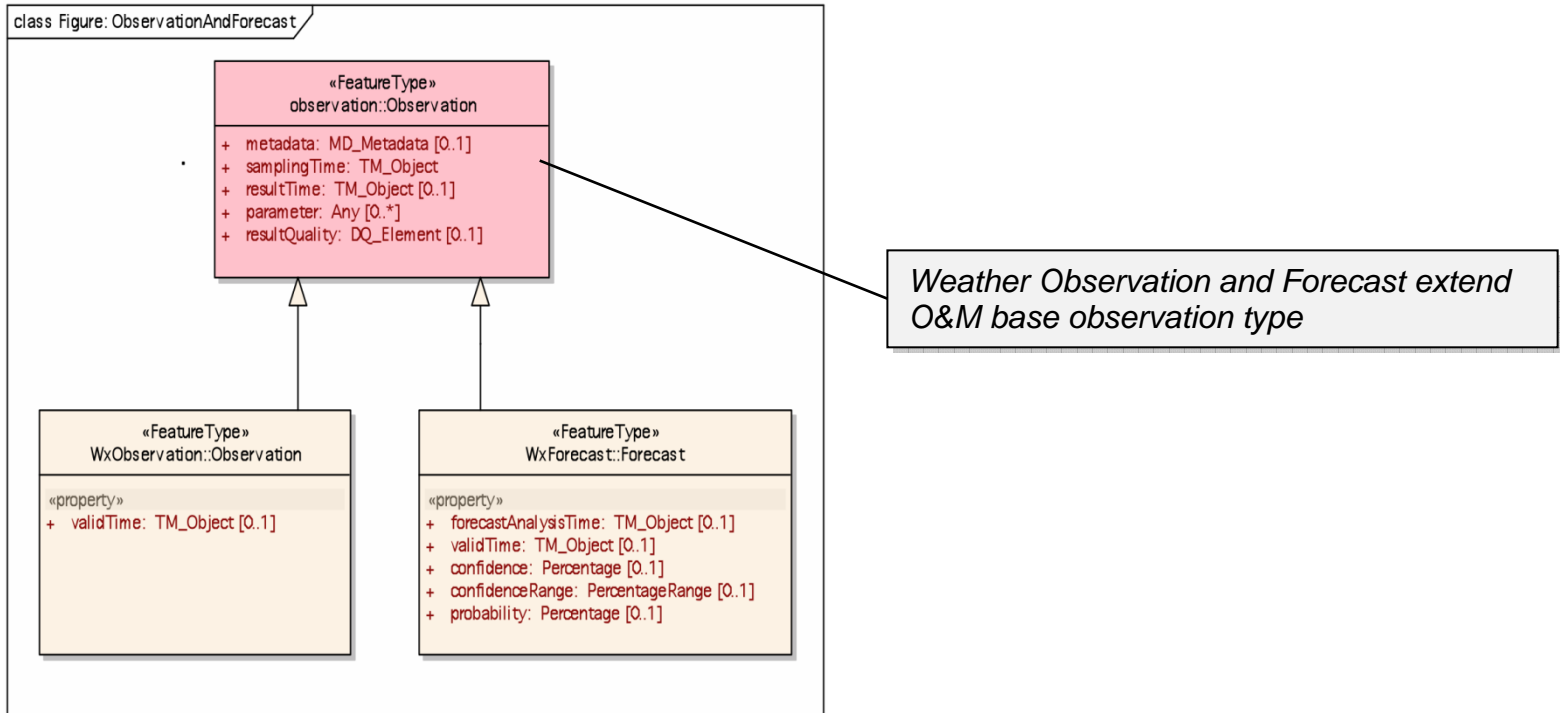 class Figure: ObservationAndForecast
«FeatureType»
observation::Observation
+ metadata: MD_Metadata [0..1]
+ samplingTime: TM_Object
+ resultTime: TM_Object [0..1]
+ parameter: Any [0..*]
+ resultQuality: DQ_Element [0..1]
Weather Observation and Forecast extend
O&M base observation type
«FeatureType»
WxObservation::Observation
«property»
+ validTime: TM_Object [0..1]
«FeatureType»
WxForecast::Forecast
«property»
+ forecastAnalysisTime: TM_Object [0..1]
+ validTime: TM_Object [0..1]
+ confidence: Percentage [0..1]
+ confidenceRange: PercentageRange [0..1]
+ probability: Percentage [0..1]